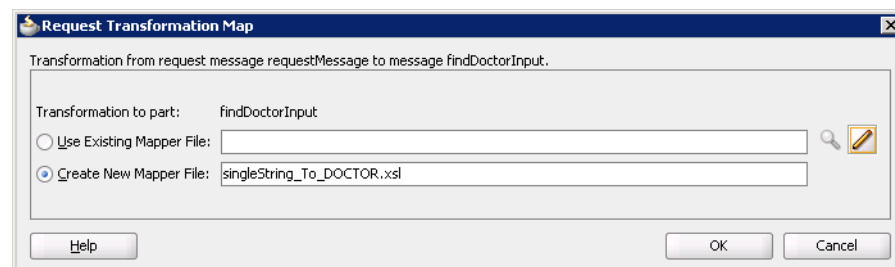 Request Transformation Map
Transformation from request message requestMessage to message findDoctorInput.
Transformation to part: findDoctorInput
Use Existing Mapper File:
Create New Mapper File: singleString_To_DOCTOR.xsl
Help OK Cancel